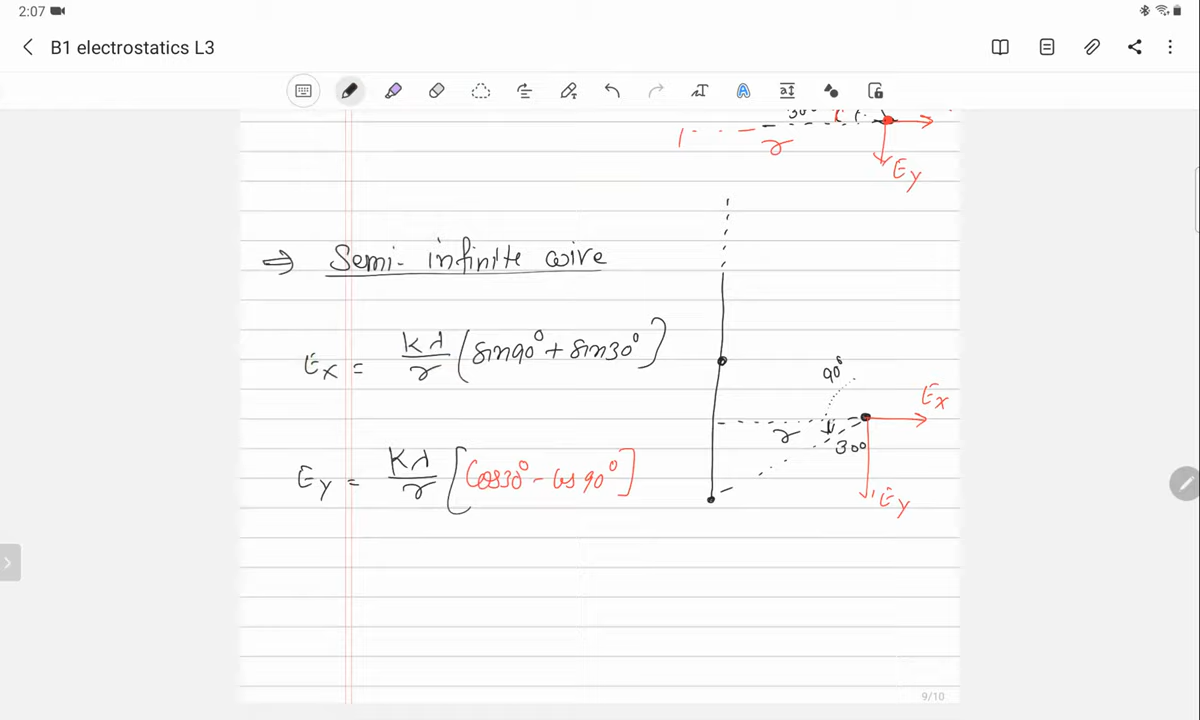 2:07
B1 electrostatics L3
30°
r
Ey
⇒ Semi-infinite wire
Ex = Kλ/r (sin90° + sin30°)
90°
Ex
r
30°
Ey = Kλ/r [cos30° - cos90°]
Ey
9/10